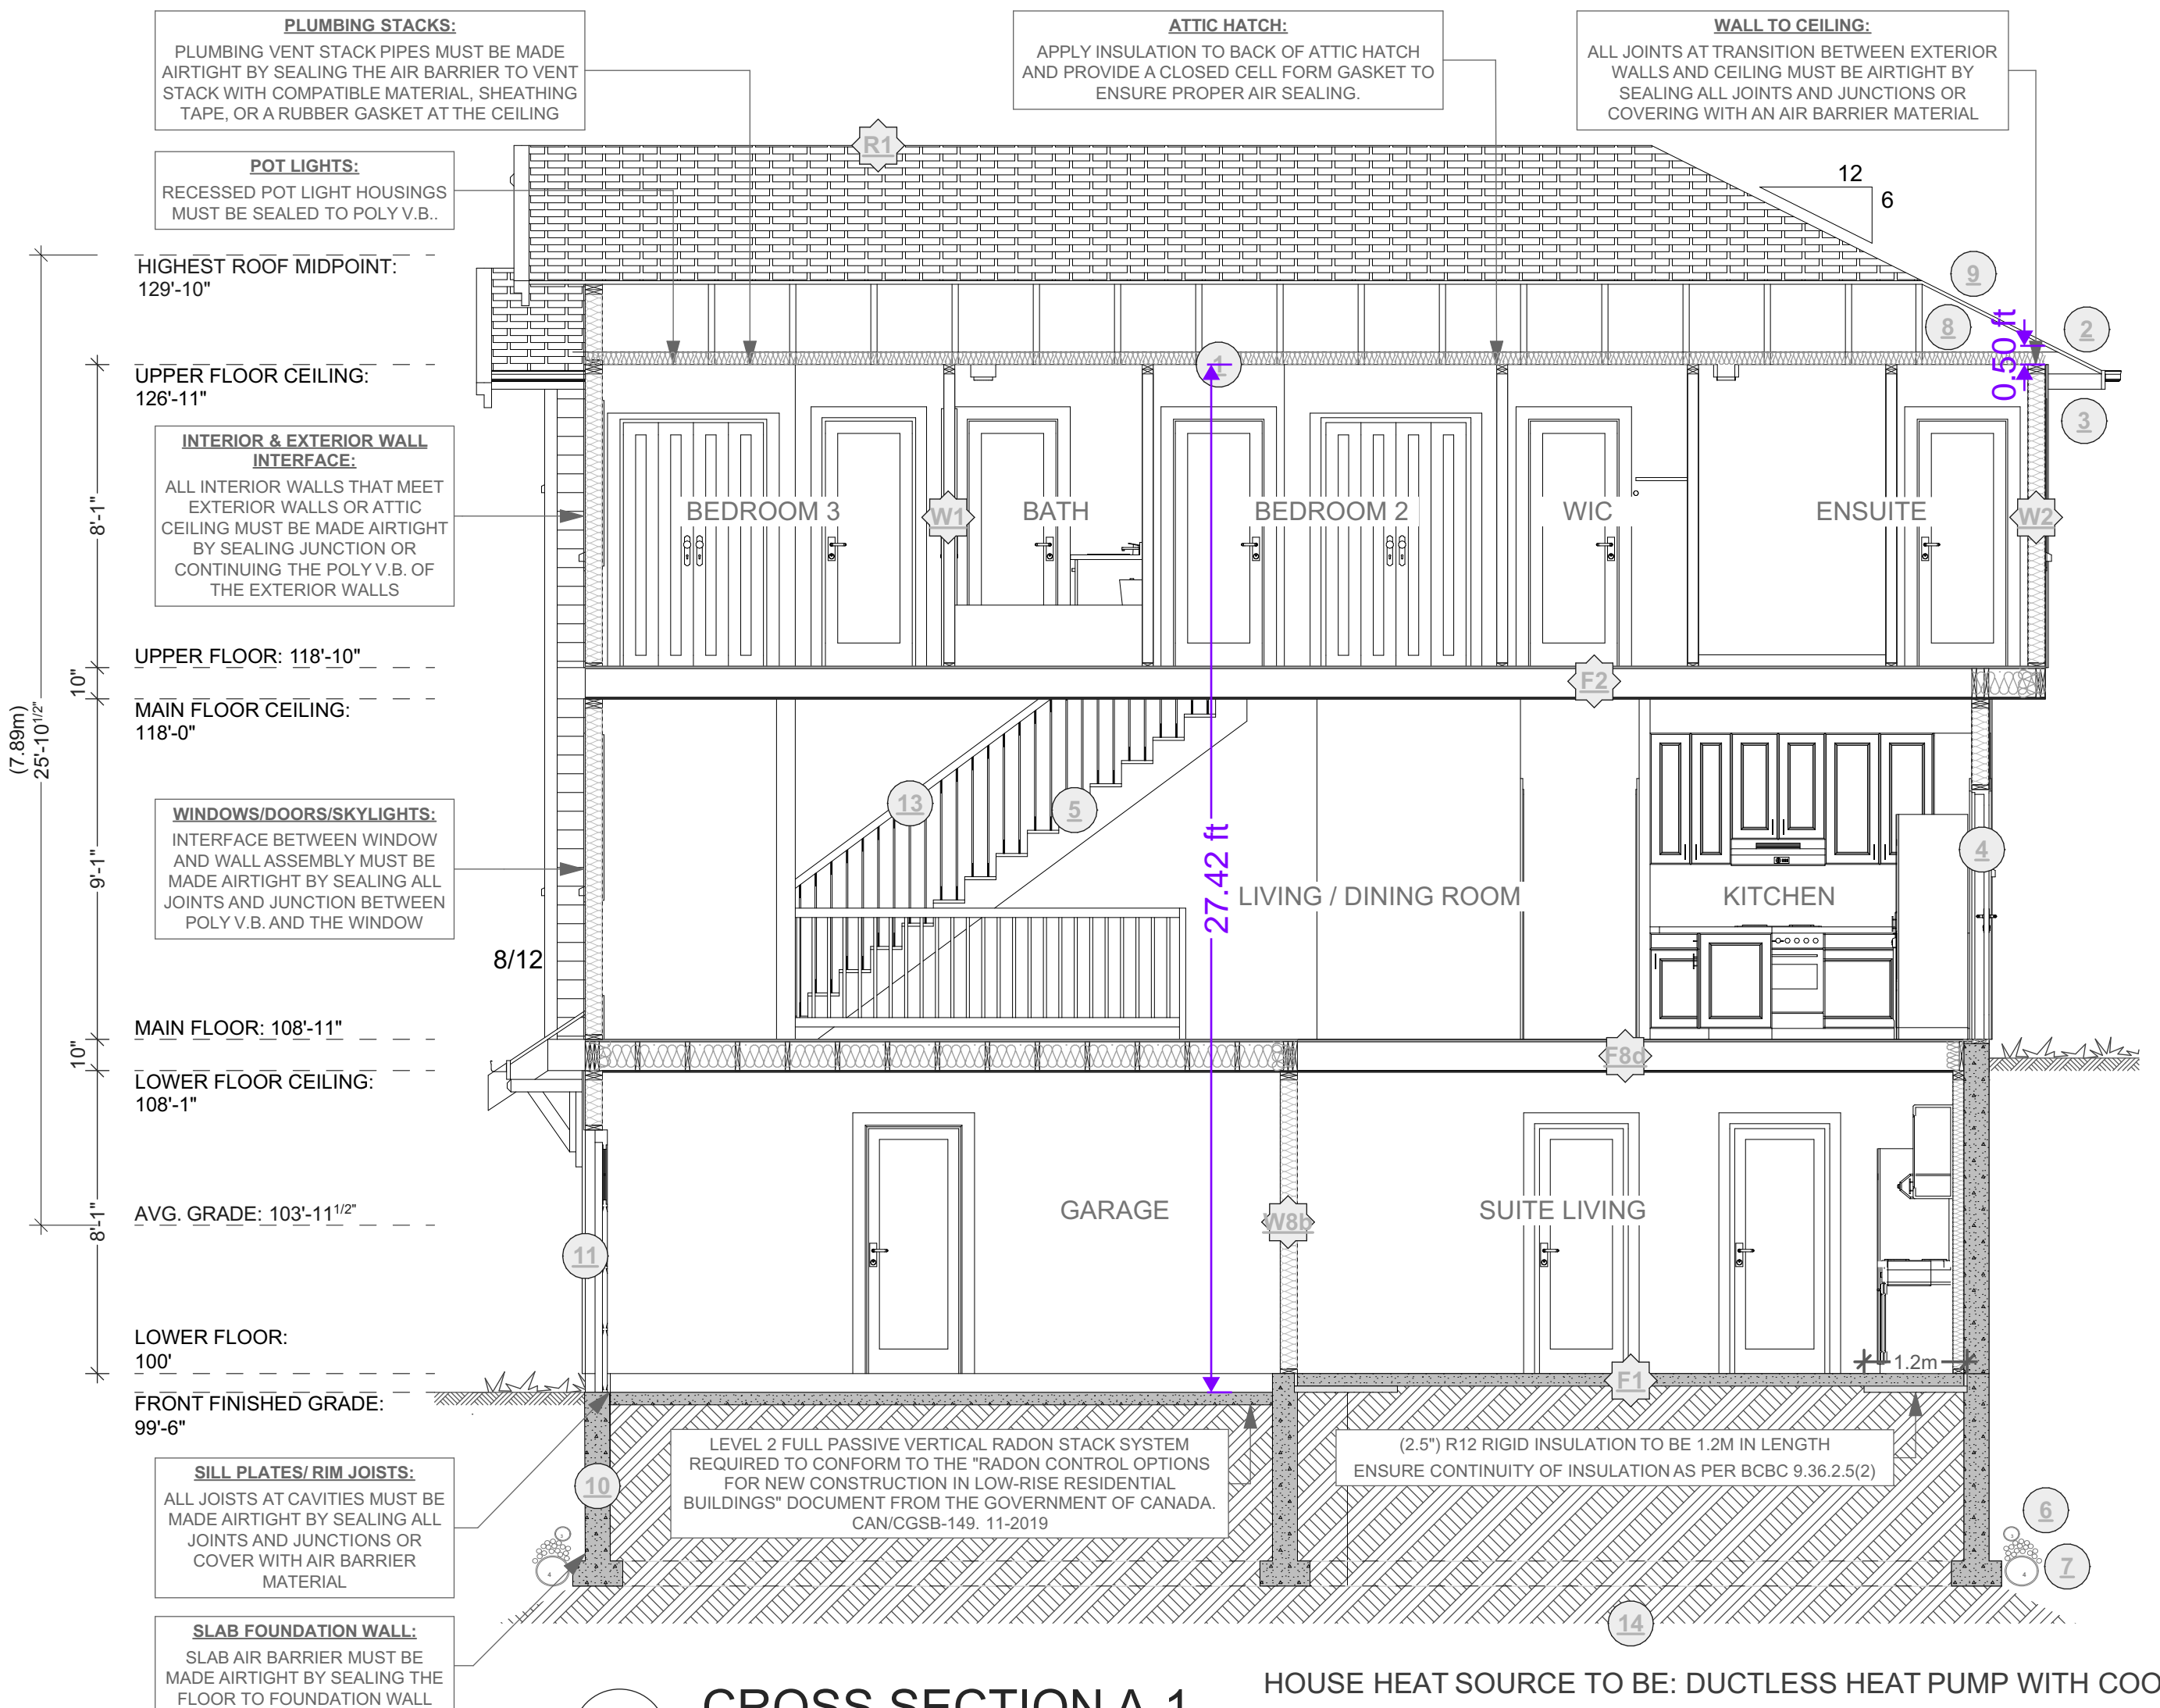 PLUMBING STACKS:
PLUMBING VENT STACK PIPES MUST BE MADE
AIRTIGHT BY SEALING THE AIR BARRIER TO VENT
STACK WITH COMPATIBLE MATERIAL, SHEATHING
TAPE, OR A RUBBER GASKET AT THE CEILING
ATTIC HATCH:
APPLY INSULATION TO BACK OF ATTIC HATCH
AND PROVIDE A CLOSED CELL FORM GASKET TO
ENSURE PROPER AIR SEALING.
WALL TO CEILING:
ALL JOINTS AT TRANSITION BETWEEN EXTERIOR
WALLS AND CEILING MUST BE AIRTIGHT BY
SEALING ALL JOINTS AND JUNCTIONS OR
COVERING WITH AN AIR BARRIER MATERIAL
R1
POT LIGHTS:
RECESSED POT LIGHT HOUSINGS
MUST BE SEALED TO POLY V.B..
12
6
HIGHEST ROOF MIDPOINT:
129'-10"
9
8
2
0.50 ft
1
3
UPPER FLOOR CEILING:
126'-11"
INTERIOR & EXTERIOR WALL
INTERFACE:
ALL INTERIOR WALLS THAT MEET
EXTERIOR WALLS OR ATTIC
CEILING MUST BE MADE AIRTIGHT
BY SEALING JUNCTION OR
CONTINUING THE POLY V.B. OF
THE EXTERIOR WALLS
8'-1"
BEDROOM 3
W1
BATH
BEDROOM 2
WIC
ENSUITE
W2
UPPER FLOOR: 118'-10"
10"
F2
MAIN FLOOR CEILING:
118'-0"
(7.89m)
25'-10 1/2"
WINDOWS/DOORS/SKYLIGHTS:
INTERFACE BETWEEN WINDOW
AND WALL ASSEMBLY MUST BE
MADE AIRTIGHT BY SEALING ALL
JOINTS AND JUNCTION BETWEEN
POLY V.B. AND THE WINDOW
9'-1"
13
5
27.42 ft
4
LIVING / DINING ROOM
KITCHEN
8/12
MAIN FLOOR: 108'-11"
10"
F8d
LOWER FLOOR CEILING:
108'-1"
8'-1"
AVG. GRADE: 103'-11 1/2"
GARAGE
W8b
SUITE LIVING
11
LOWER FLOOR:
100'
1.2m
F1
FRONT FINISHED GRADE:
99'-6"
LEVEL 2 FULL PASSIVE VERTICAL RADON STACK SYSTEM
REQUIRED TO CONFORM TO THE "RADON CONTROL OPTIONS
FOR NEW CONSTRUCTION IN LOW-RISE RESIDENTIAL
BUILDINGS" DOCUMENT FROM THE GOVERNMENT OF CANADA.
CAN/CGSB-149. 11-2019
(2.5") R12 RIGID INSULATION TO BE 1.2M IN LENGTH
ENSURE CONTINUITY OF INSULATION AS PER BCBC 9.36.2.5(2)
SILL PLATES/ RIM JOISTS:
ALL JOISTS AT CAVITIES MUST BE
MADE AIRTIGHT BY SEALING ALL
JOINTS AND JUNCTIONS OR
COVER WITH AIR BARRIER
MATERIAL
10
6
7
4
4
14
SLAB FOUNDATION WALL:
SLAB AIR BARRIER MUST BE
MADE AIRTIGHT BY SEALING THE
FLOOR TO FOUNDATION WALL
CROSS SECTION A-1
HOUSE HEAT SOURCE TO BE: DUCTLESS HEAT PUMP WITH